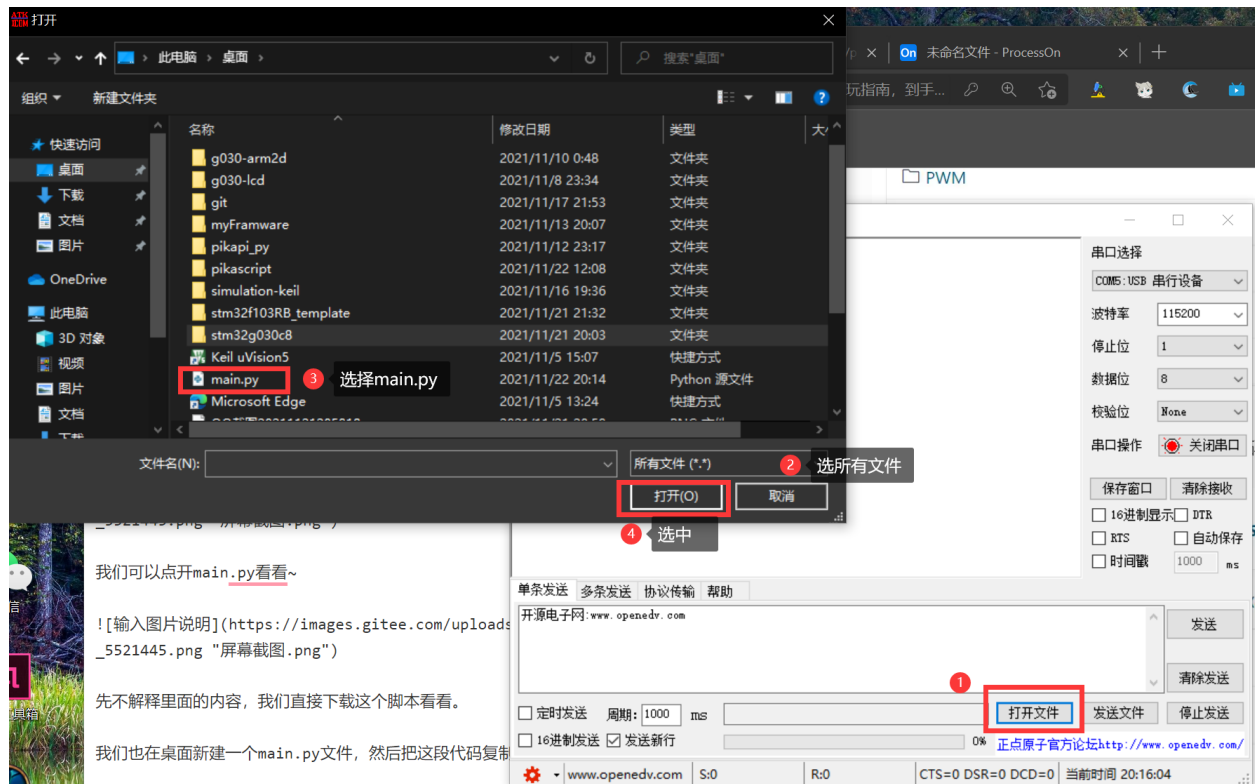 打开
此电脑 › 桌面 ›
搜索"桌面"
组织
新建文件夹
名称 修改日期 类型
快速访问
桌面
下载
文档
图片
OneDrive
此电脑
3D 对象
视频
图片
文档
g030-arm2d 2021/11/10 0:48 文件夹
g030-lcd 2021/11/8 23:34 文件夹
git 2021/11/17 21:53 文件夹
myFramware 2021/11/13 20:07 文件夹
pikapi_py 2021/11/12 23:17 文件夹
pikascript 2021/11/22 12:08 文件夹
simulation-keil 2021/11/16 19:36 文件夹
stm32f103RB_template 2021/11/21 21:32 文件夹
stm32g030c8 2021/11/21 20:03 文件夹
Keil uVision5 2021/11/5 15:07 快捷方式
main.py 2021/11/22 20:14 Python 源文件
Microsoft Edge 2021/11/5 13:24 快捷方式
3 选择main.py
文件名(N):
所有文件 (*.*)
2 选所有文件
打开(O)
取消
4 选中
On 未命名文件 - ProcessOn
玩指南，到手...
PWM
串口选择
COM5:USB 串行设备
波特率 115200
停止位 1
数据位 8
校验位 None
串口操作 关闭串口
保存窗口 清除接收
16进制显示 DTR
RTS 自动保存
时间戳 1000 ms
单条发送 多条发送 协议传输 帮助
开源电子网:www.openedv.com
发送
清除发送
1
定时发送 周期: 1000 ms
打开文件 发送文件 停止发送
16进制发送 发送新行
0% 正点原子官方论坛http://www.openedv.com/
www.openedv.com S:0 R:0 CTS=0 DSR=0 DCD=0 当前时间 20:16:04
_5521445.png "屏幕截图.png")
我们可以点开main.py看看~
![输入图片说明](https://images.gitee.com/uploads
_5521445.png "屏幕截图.png")
先不解释里面的内容，我们直接下载这个脚本看看。
我们也在桌面新建一个main.py文件，然后把这段代码复制